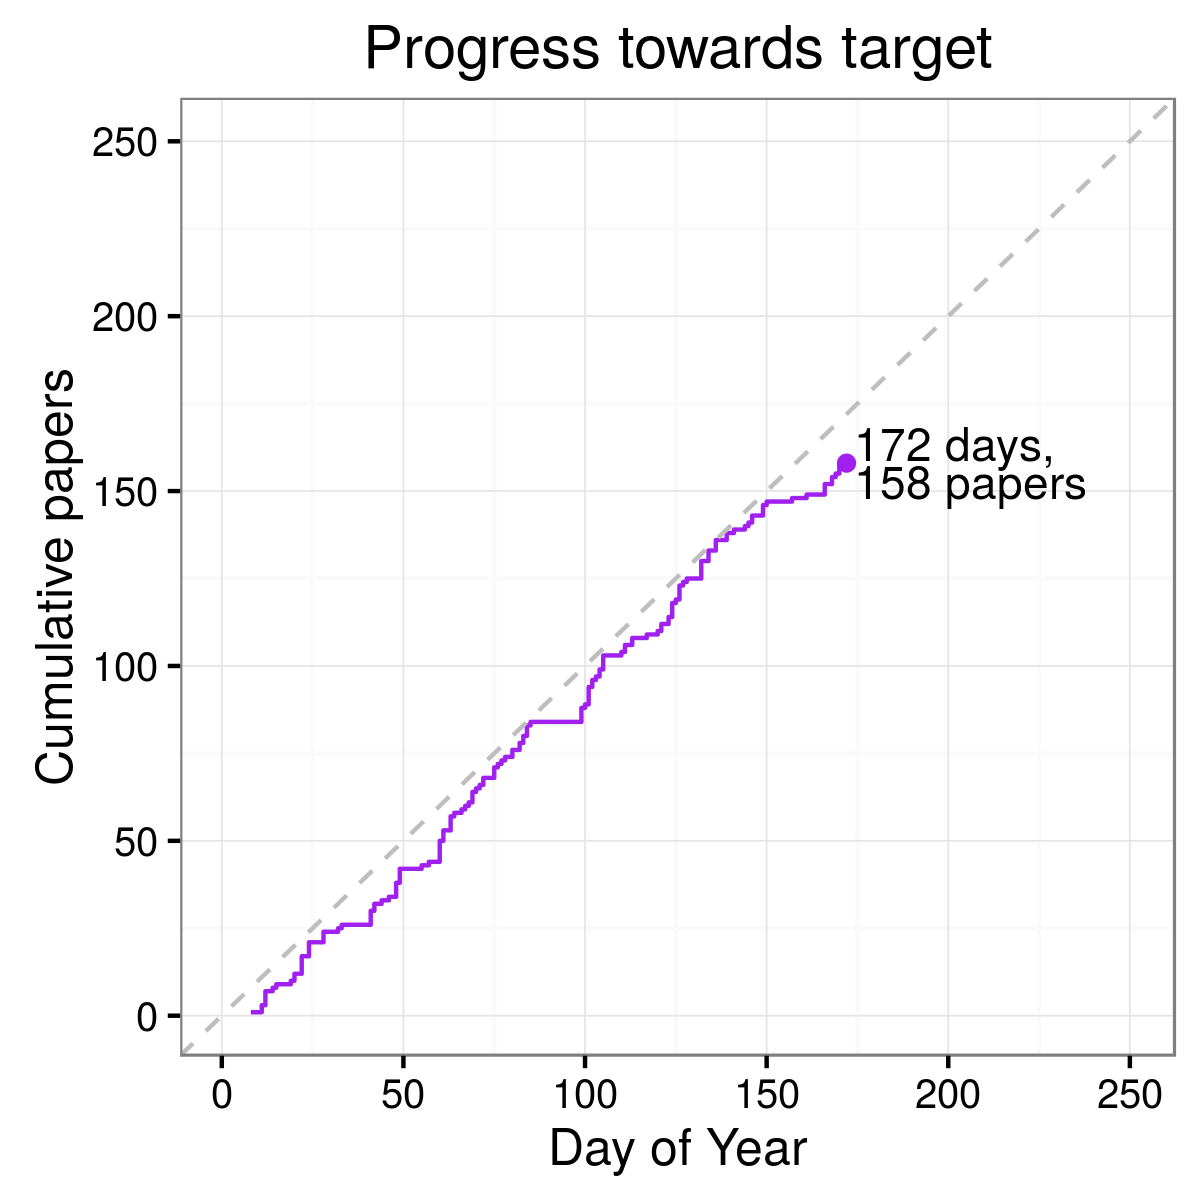 Progress towards target
250
200
150
100
50
0
Cumulative papers
172 days,
158 papers
0 50 100 150 200 250
Day of Year